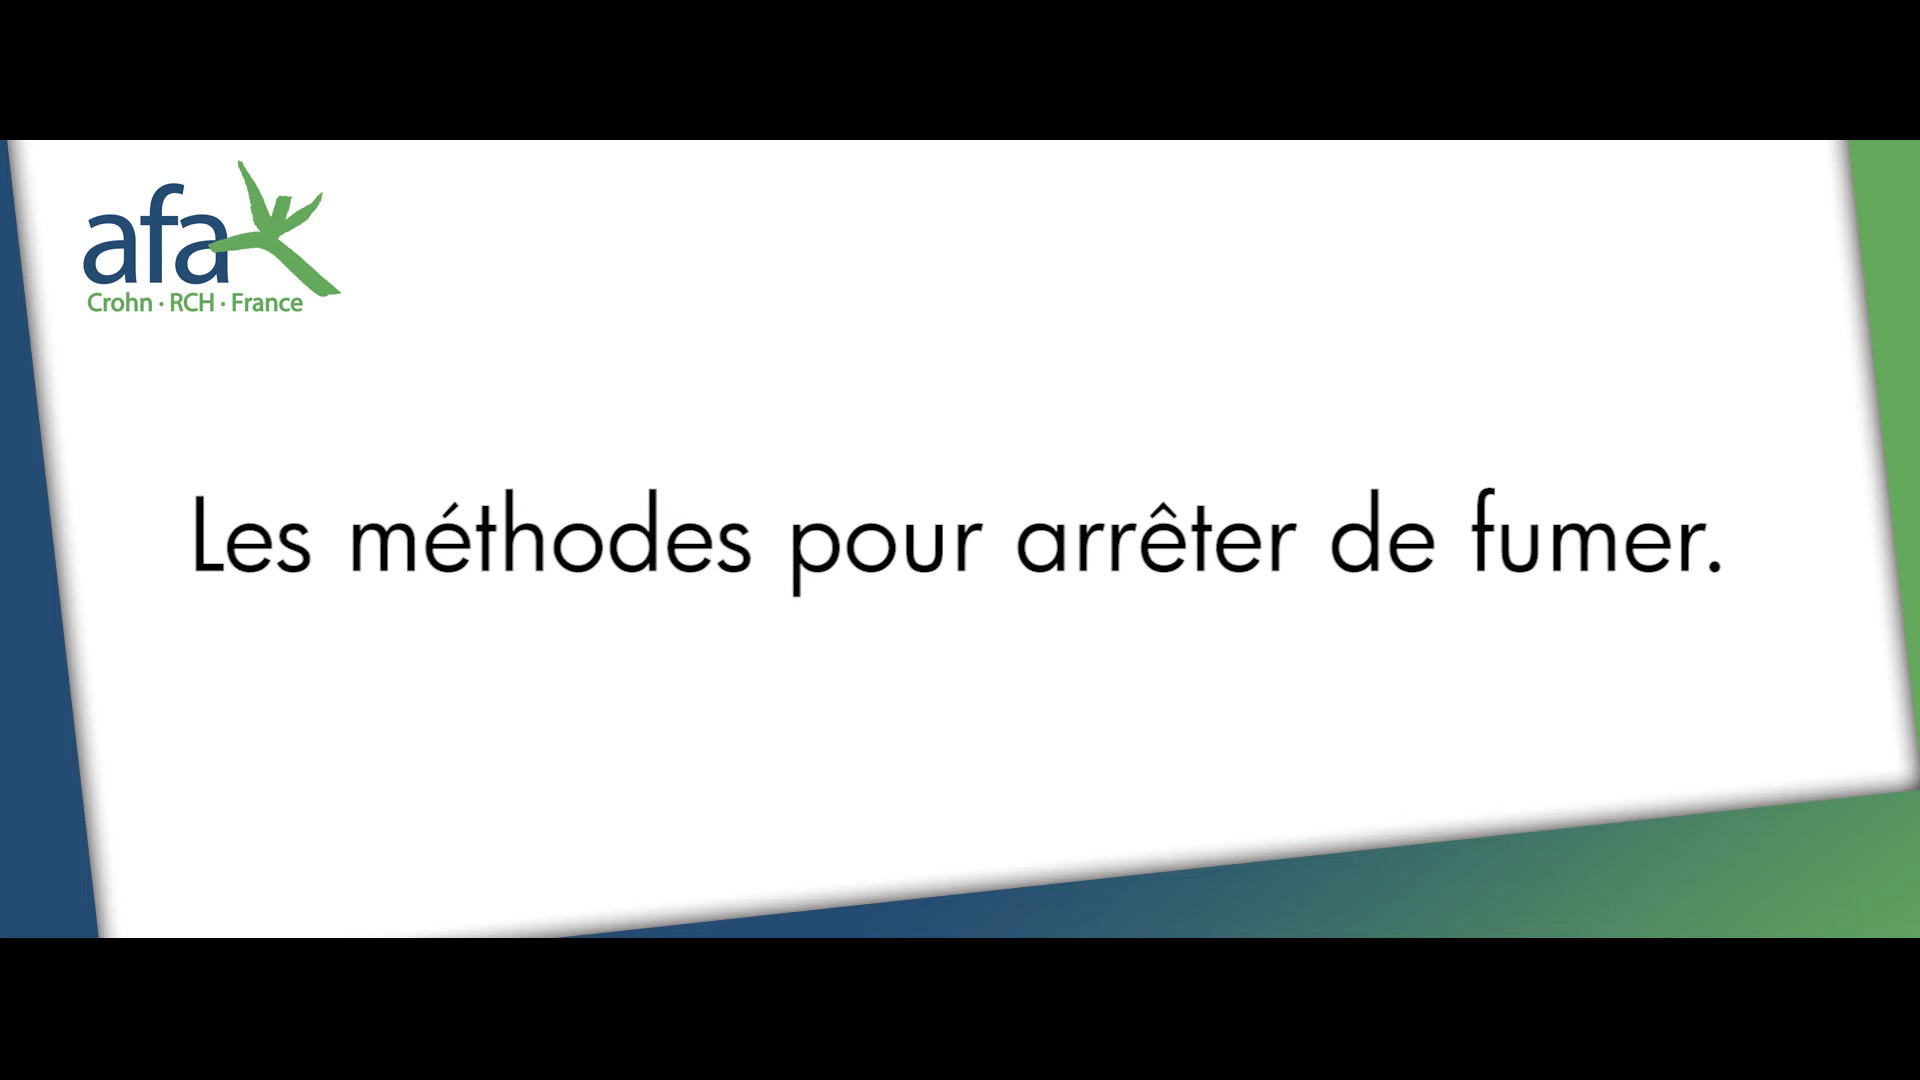 afa
Crohn · RCH · France
Les méthodes pour arrêter de fumer.